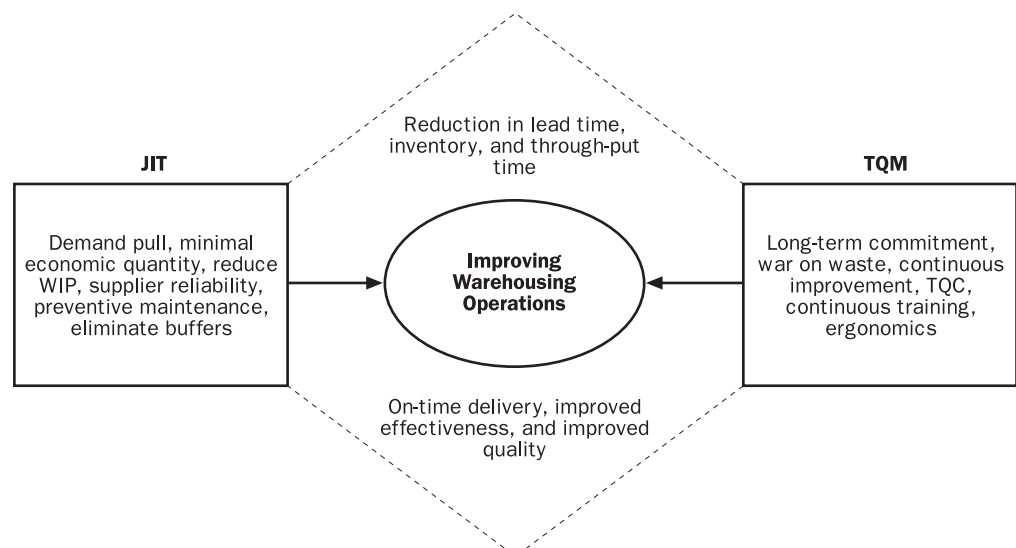 Reduction in lead time,
inventory, and through-put
time
JIT
Demand pull, minimal
economic quantity, reduce
WIP, supplier reliability,
preventive maintenance,
eliminate buffers
Improving
Warehousing
Operations
TQM
Long-term commitment,
war on waste, continuous
improvement, TQC,
continuous training,
ergonomics
On-time delivery, improved
effectiveness, and improved
quality